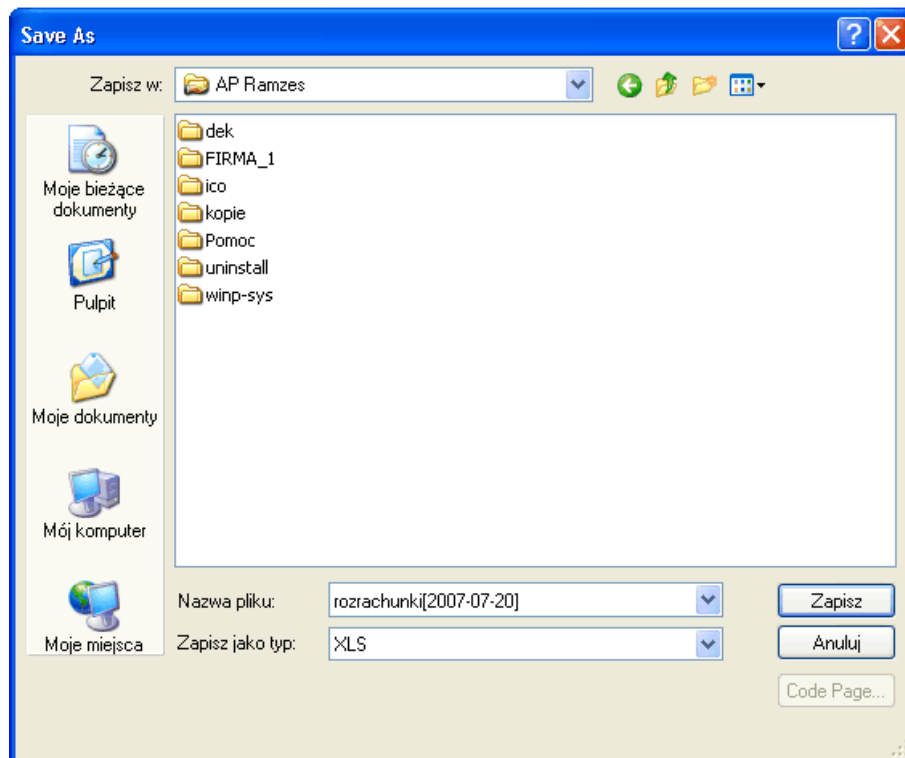 Save As
Zapisz w:
AP Ramzes
Moje bieżące
dokumenty
Pulpit
Moje dokumenty
Mój komputer
Moje miejsca
dek
FIRMA_1
ico
kopie
Pomoc
uninstall
winp-sys
Nazwa pliku:
rozrachunki[2007-07-20]
Zapisz
Zapisz jako typ:
XLS
Anuluj
Code Page...